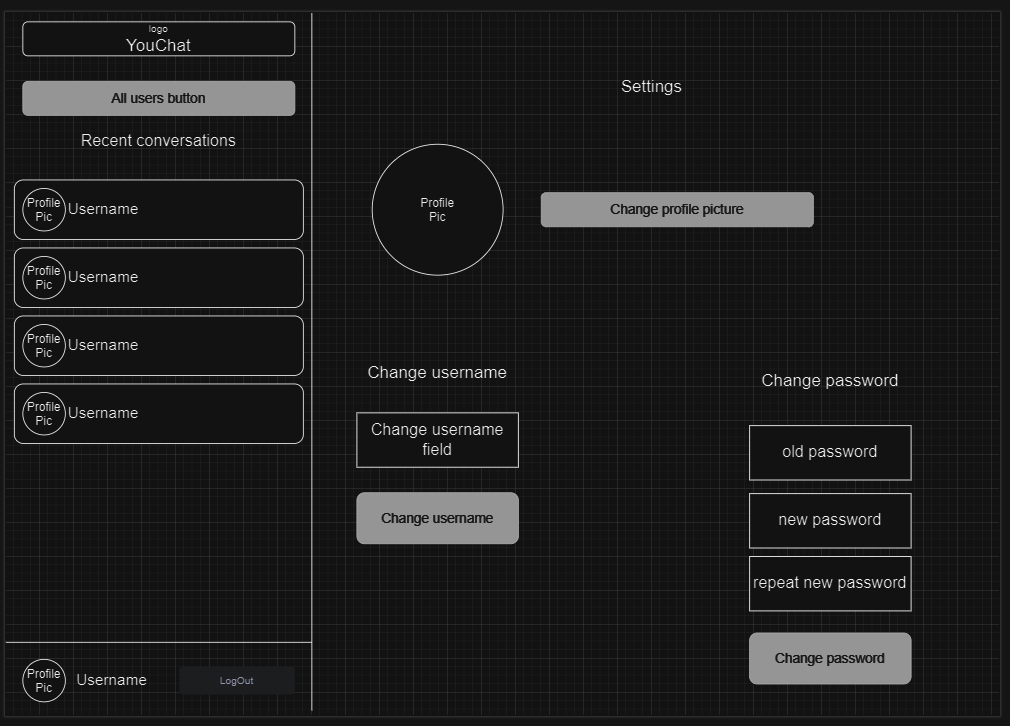 logo
YouChat
All users button
Recent conversations
Profile
Pic
Username
Profile
Pic
Username
Profile
Pic
Username
Profile
Pic
Username
Profile
Pic
Username
LogOut
Settings
Profile
Pic
Change profile picture
Change username
Change username
field
Change username
Change password
old password
new password
repeat new password
Change password